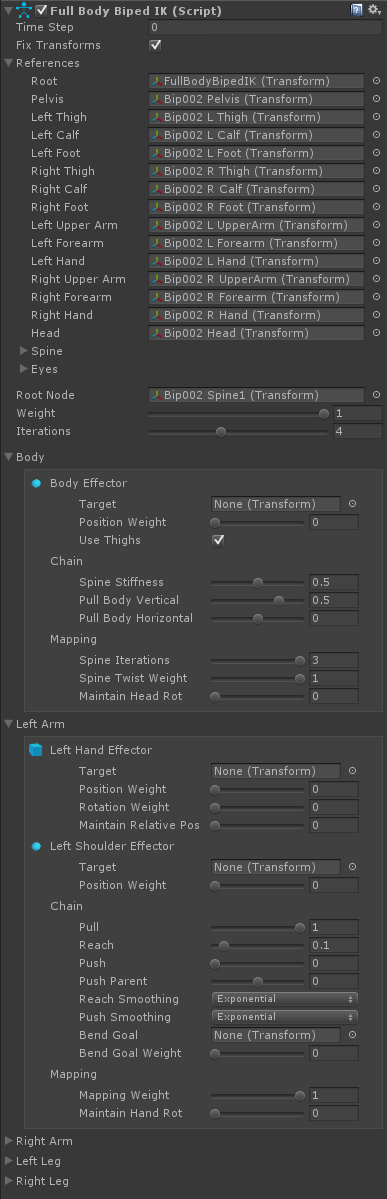 Full Body Biped IK (Script)
Time Step 0
Fix Transforms
References
Root FullBodyBipedIK (Transform)
Pelvis Bip002 Pelvis (Transform)
Left Thigh Bip002 L Thigh (Transform)
Left Calf Bip002 L Calf (Transform)
Left Foot Bip002 L Foot (Transform)
Right Thigh Bip002 R Thigh (Transform)
Right Calf Bip002 R Calf (Transform)
Right Foot Bip002 R Foot (Transform)
Left Upper Arm Bip002 L UpperArm (Transform)
Left Forearm Bip002 L Forearm (Transform)
Left Hand Bip002 L Hand (Transform)
Right Upper Arm Bip002 R UpperArm (Transform)
Right Forearm Bip002 R Forearm (Transform)
Right Hand Bip002 R Hand (Transform)
Head Bip002 Head (Transform)
Spine
Eyes
Root Node Bip002 Spine1 (Transform)
Weight 1
Iterations 4
Body
Body Effector
Target None (Transform)
Position Weight 0
Use Thighs
Chain
Spine Stiffness 0.5
Pull Body Vertical 0.5
Pull Body Horizontal 0
Mapping
Spine Iterations 3
Spine Twist Weight 1
Maintain Head Rot 0
Left Arm
Left Hand Effector
Target None (Transform)
Position Weight 0
Rotation Weight 0
Maintain Relative Pos 0
Left Shoulder Effector
Target None (Transform)
Position Weight 0
Chain
Pull 1
Reach 0.1
Push 0
Push Parent 0
Reach Smoothing Exponential
Push Smoothing Exponential
Bend Goal None (Transform)
Bend Goal Weight 0
Mapping
Mapping Weight 1
Maintain Hand Rot 0
Right Arm
Left Leg
Right Leg